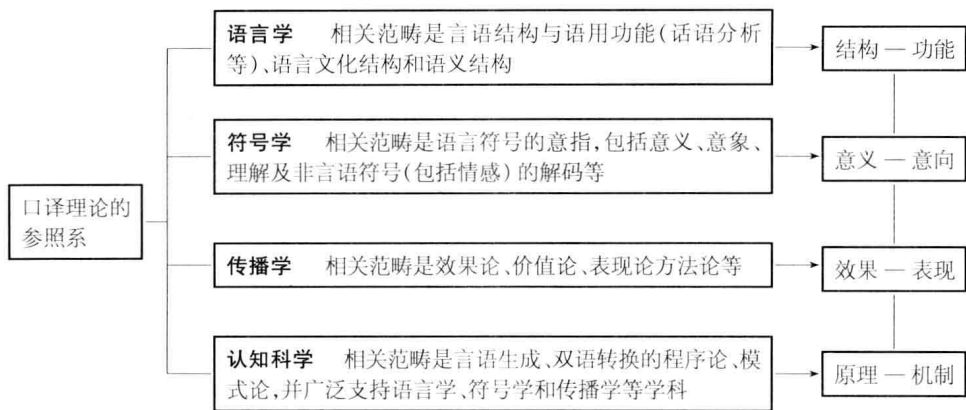 语言学 相关范畴是言语结构与语用功能(话语分析
等)、语言文化结构和语义结构
结构 — 功能
符号学 相关范畴是语言符号的意指,包括意义、意象、
理解及非言语符号(包括情感)的解码等
意义 — 意向
口译理论的
参照系
传播学 相关范畴是效果论、价值论、表现论方法论等
效果 — 表现
认知科学 相关范畴是言语生成、双语转换的程序论、模
式论,并广泛支持语言学、符号学和传播学等学科
原理 — 机制